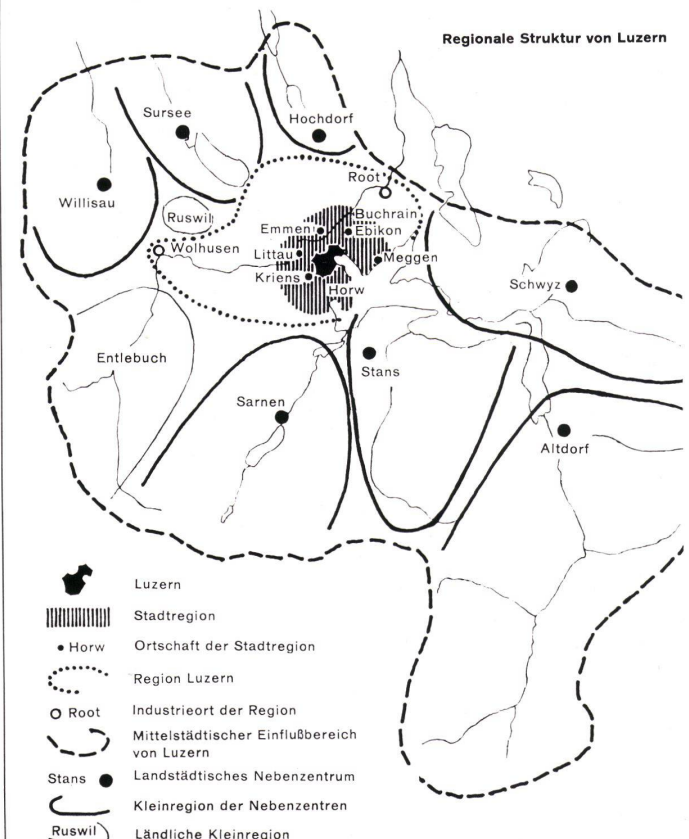 Regionale Struktur von Luzern
Sursee
Hochdorf
Root
Willisau
Ruswil
Buchrain
Emmen
Ebikon
Wolhusen
Littau
Meggen
Kriens
Schwyz
Horw
Entlebuch
Stans
Sarnen
Altdorf
Luzern
Stadtregion
Horw Ortschaft der Stadtregion
Region Luzern
Root Industrieort der Region
Mittelstädtischer Einflußbereich
von Luzern
Stans Landstädtisches Nebenzentrum
Kleinregion der Nebenzentren
Ruswil Ländliche Kleinregion